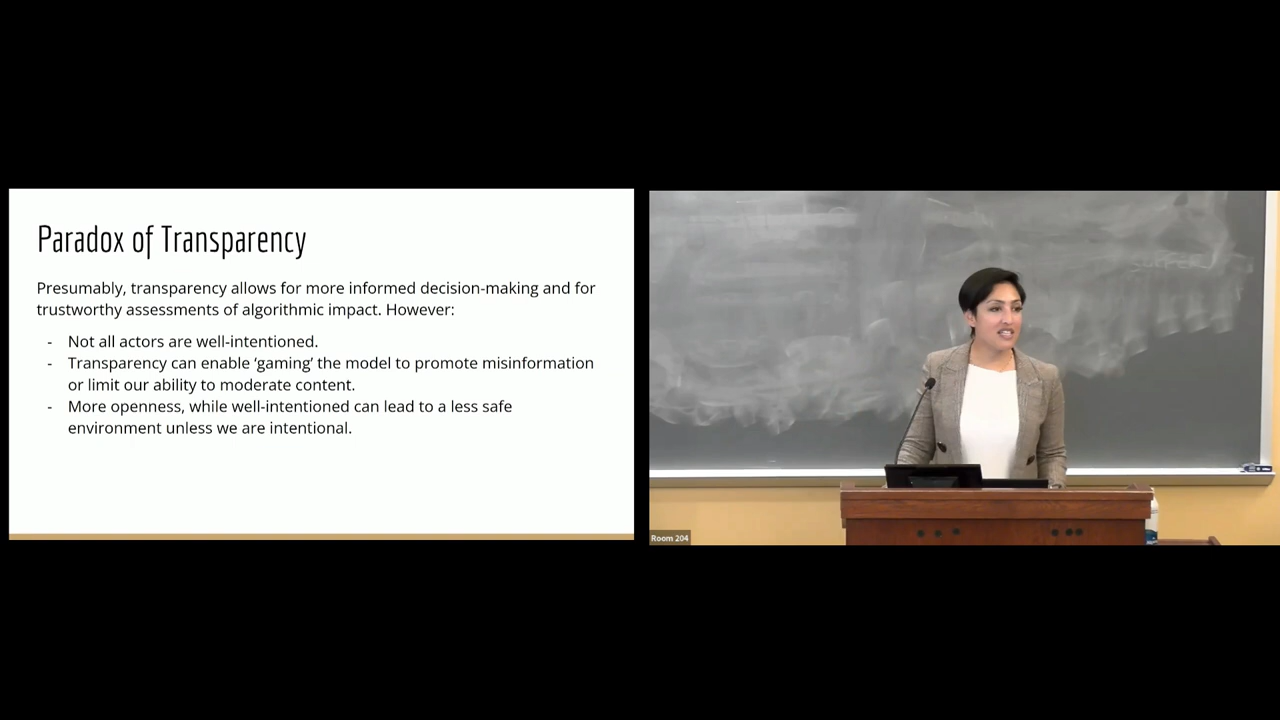 Paradox of Transparency
Presumably, transparency allows for more informed decision-making and for
trustworthy assessments of algorithmic impact. However:
- Not all actors are well-intentioned.
- Transparency can enable ‘gaming’ the model to promote misinformation
or limit our ability to moderate content.
- More openness, while well-intentioned can lead to a less safe
environment unless we are intentional.
Room 204